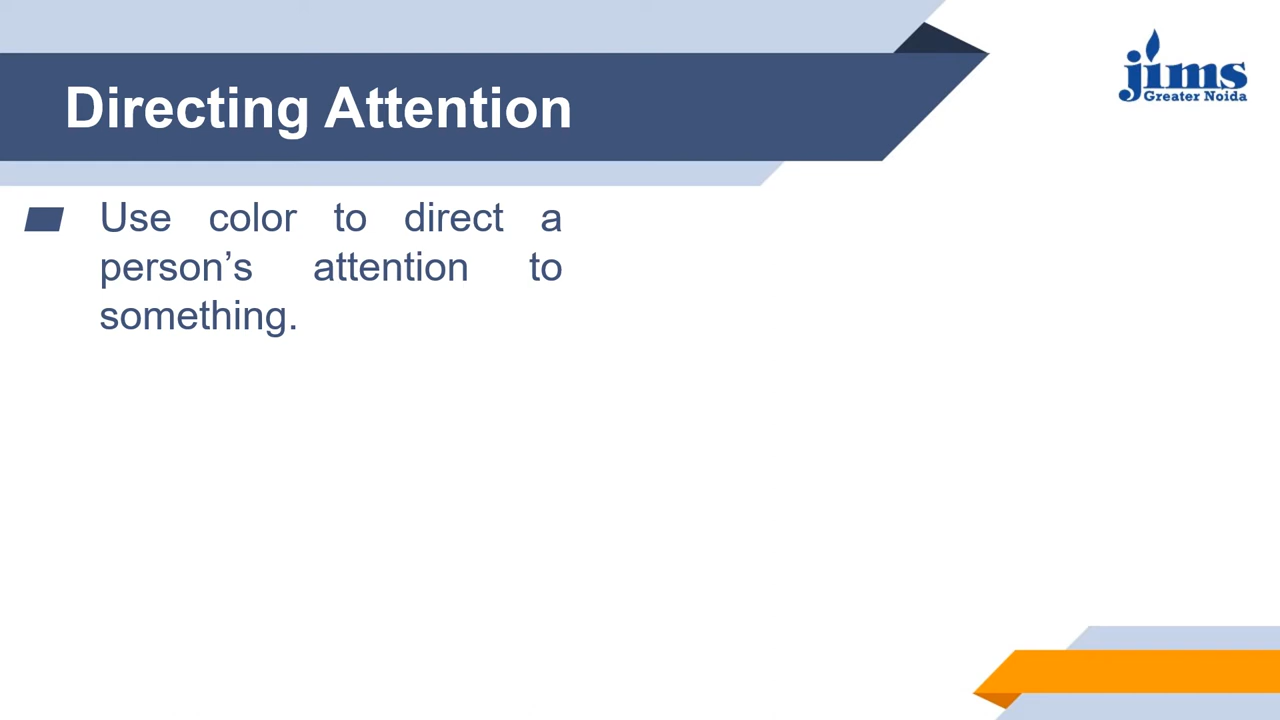 Directing Attention
jims
Greater Noida
Use color to direct a
person’s attention to
something.